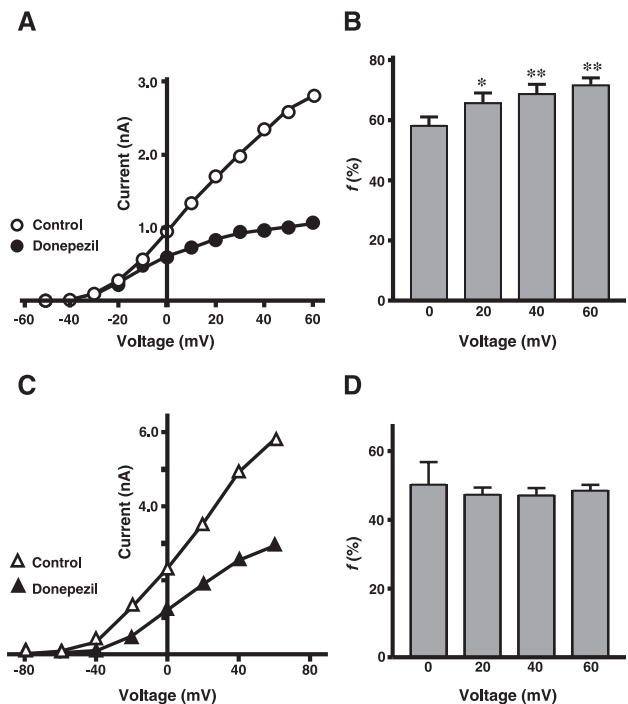 A
Current (nA)
3.0
2.0
1.0
Control
Donepezil
-60 -40 -20 0 20 40 60
Voltage (mV)
B
f (%)
80
60
40
20
0
* ** **
0 20 40 60
Voltage (mV)
C
Current (nA)
6.0
4.0
2.0
Control
Donepezil
-80 -40 0 40 80
Voltage (mV)
D
f (%)
60
40
20
0
0 20 40 60
Voltage (mV)